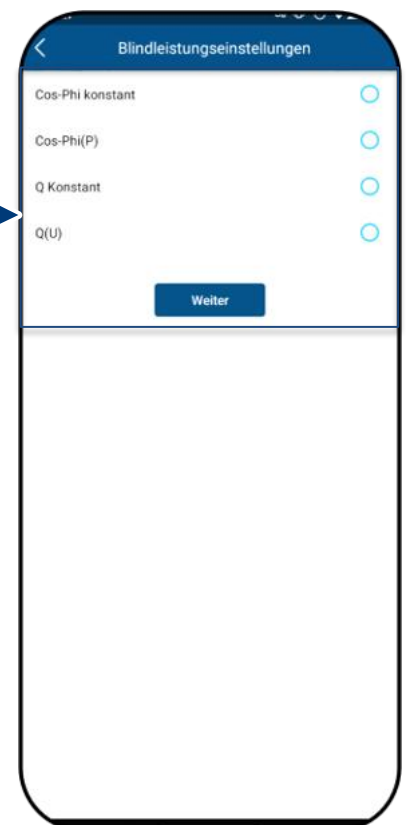 Blindleistungseinstellungen
Cos-Phi konstant
Cos-Phi(P)
Q Konstant
Q(U)
Weiter